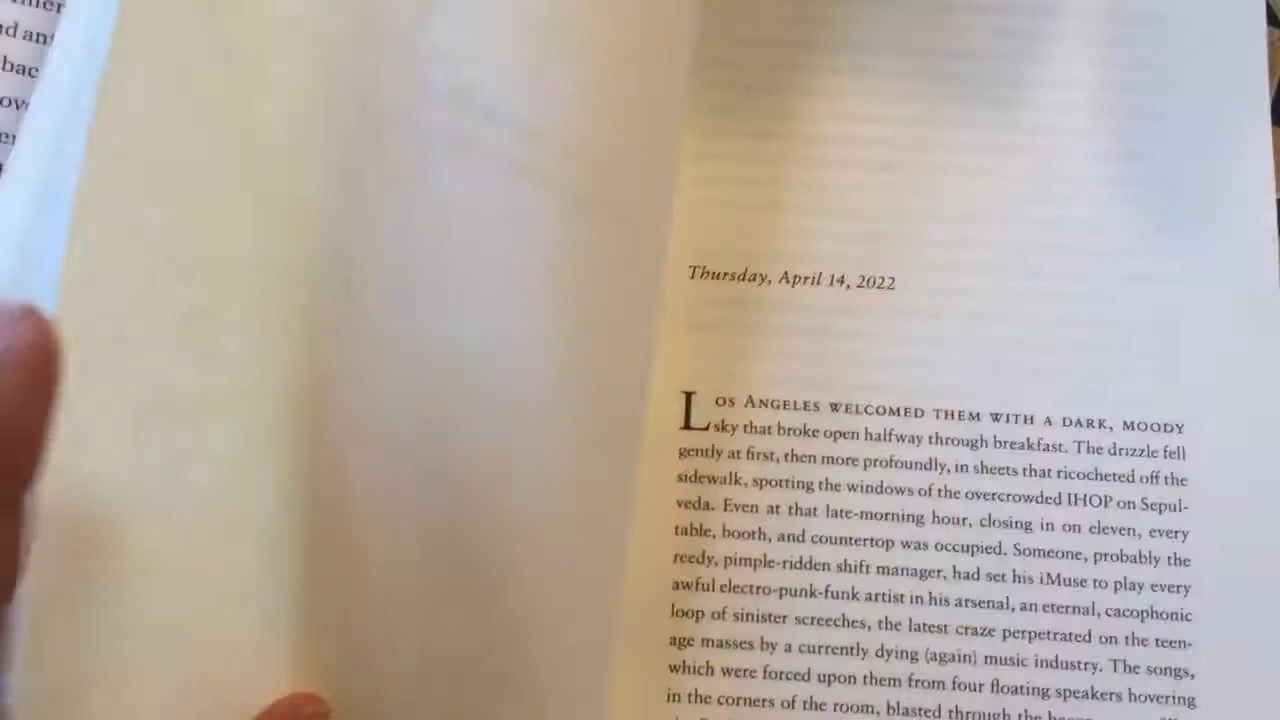 Thursday, April 14, 2022
LOS ANGELES WELCOMED THEM WITH A DARK, MOODY
sky that broke open halfway through breakfast. The drizzle fell
gently at first, then more profoundly, in sheets that ricocheted off the
sidewalk, spotting the windows of the overcrowded IHOP on Sepul-
veda. Even at that late-morning hour, closing in on eleven, every
table, booth, and countertop was occupied. Someone, probably the
reedy, pimple-ridden shift manager, had set his iMuse to play every
awful electro-punk-funk artist in his arsenal, an eternal, cacophonic
loop of sinister screeches, the latest craze perpetrated on the teen-
age masses by a currently dying (again) music industry. The songs,
which were forced upon them from four floating speakers hovering
in the corners of the room, blasted through the